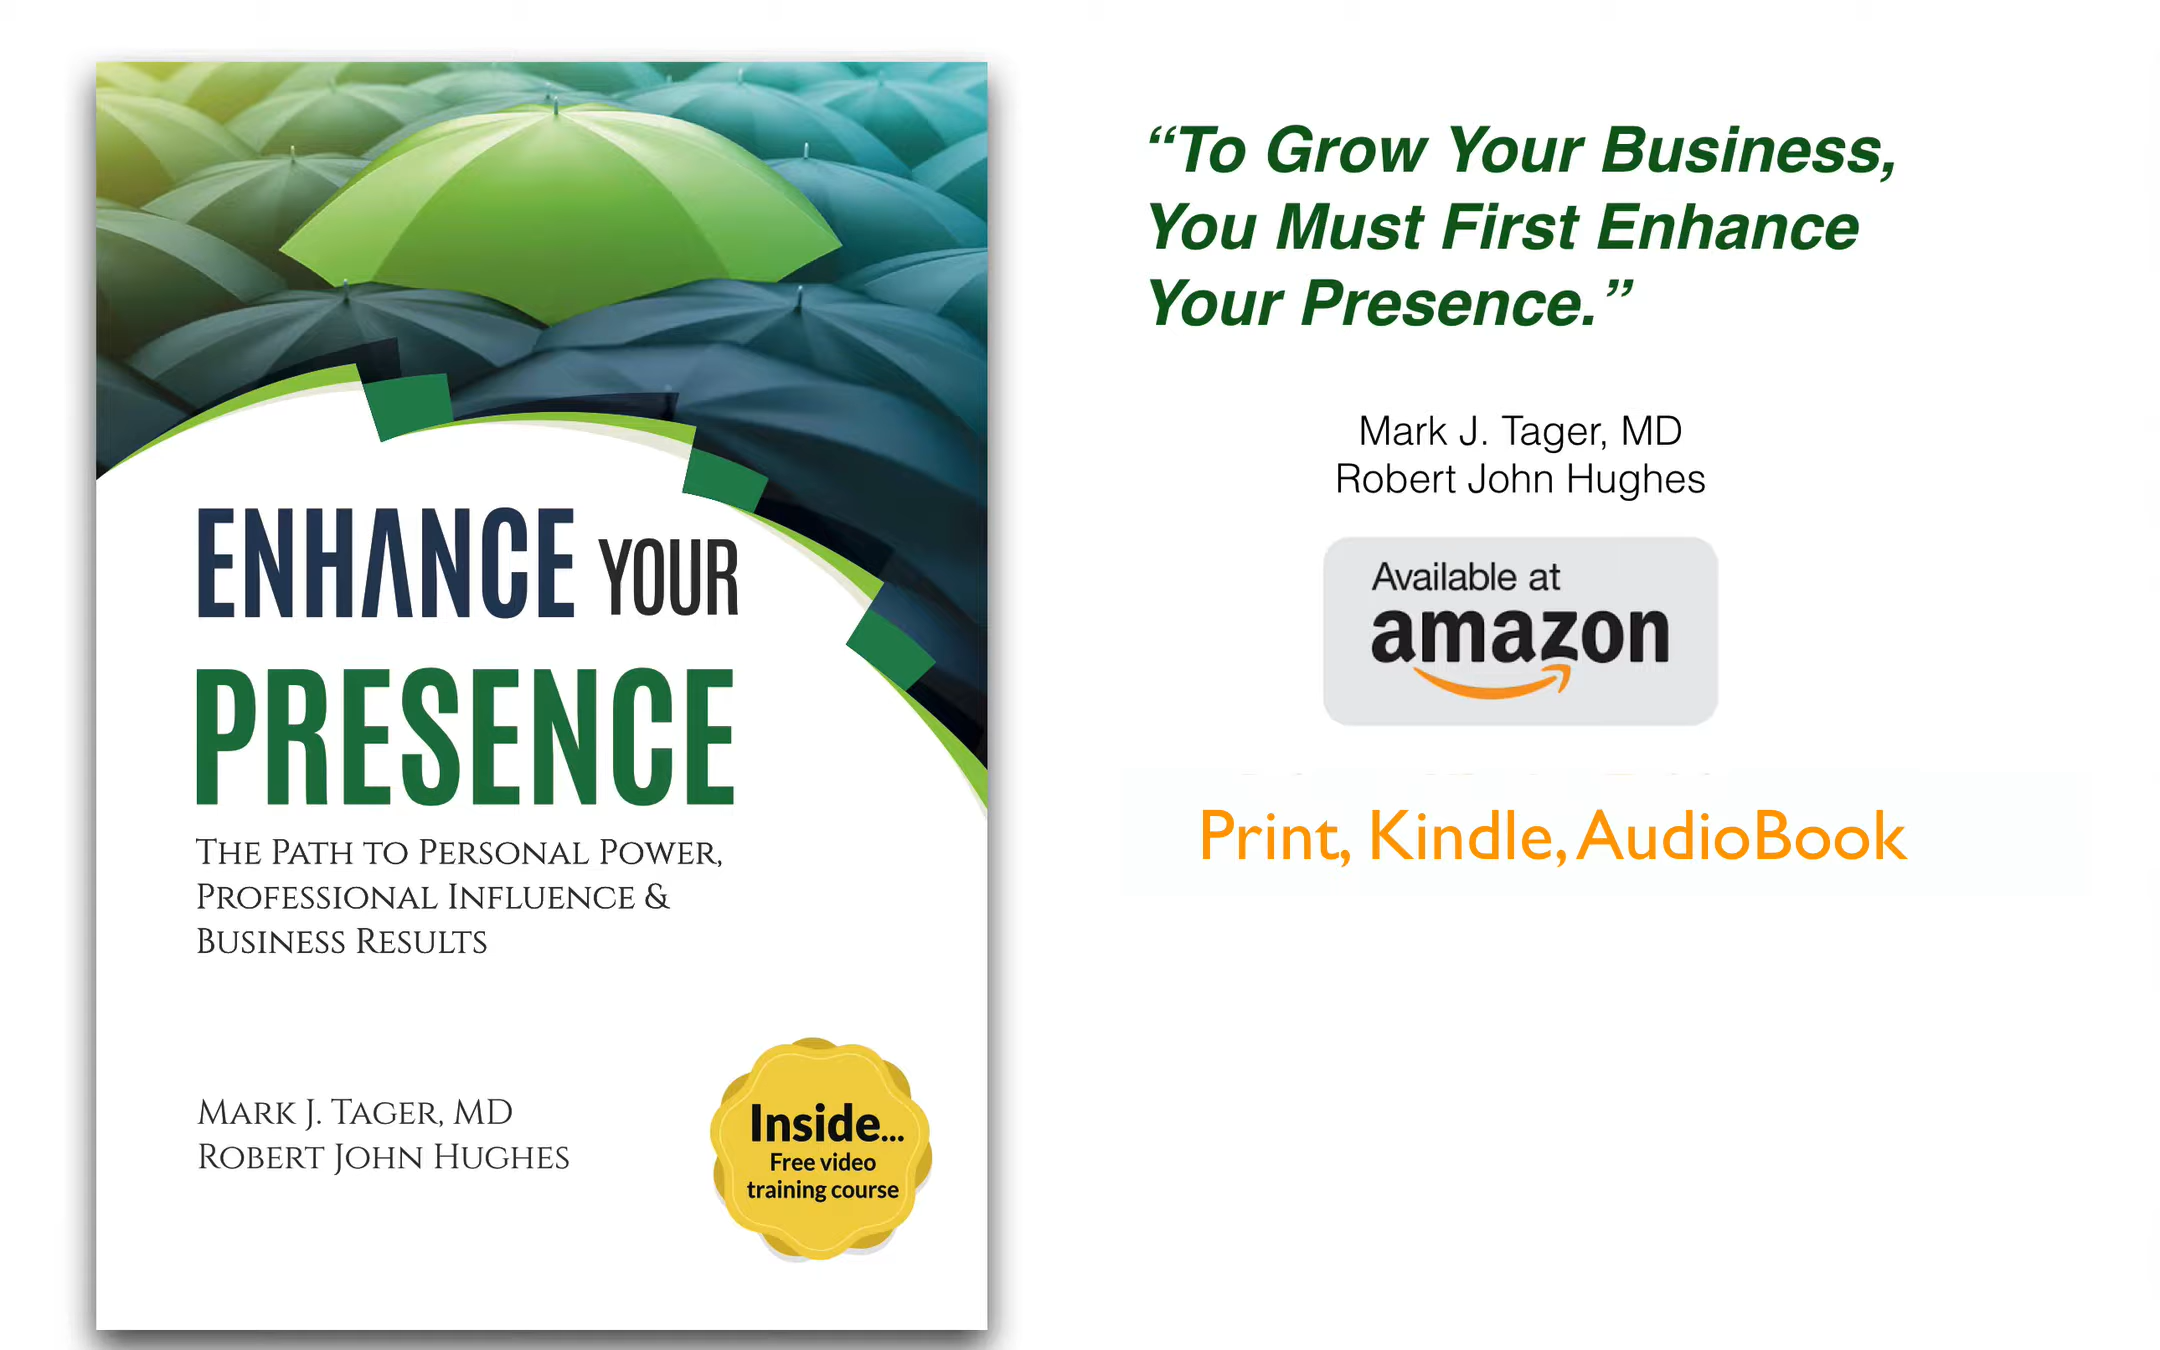 ENHANCE YOUR
PRESENCE
THE PATH TO PERSONAL POWER,
PROFESSIONAL INFLUENCE &
BUSINESS RESULTS
MARK J. TAGER, MD
ROBERT JOHN HUGHES
Inside...
Free video
training course
“To Grow Your Business,
You Must First Enhance
Your Presence.”
Mark J. Tager, MD
Robert John Hughes
Available at
amazon
Print, Kindle, AudioBook